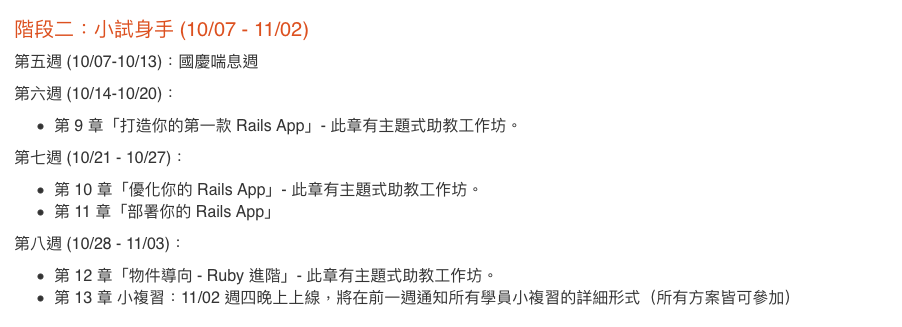 階段二：小試身手 (10/07 - 11/02)
第五週 (10/07-10/13)：國慶喘息週
第六週 (10/14-10/20)：
• 第 9 章「打造你的第一款 Rails App」- 此章有主題式助教工作坊。
第七週 (10/21 - 10/27)：
• 第 10 章「優化你的 Rails App」- 此章有主題式助教工作坊。
• 第 11 章「部署你的 Rails App」
第八週 (10/28 - 11/03)：
• 第 12 章「物件導向 - Ruby 進階」- 此章有主題式助教工作坊。
• 第 13 章 小複習：11/02 週四晚上上線，將在前一週通知所有學員小複習的詳細形式（所有方案皆可參加）